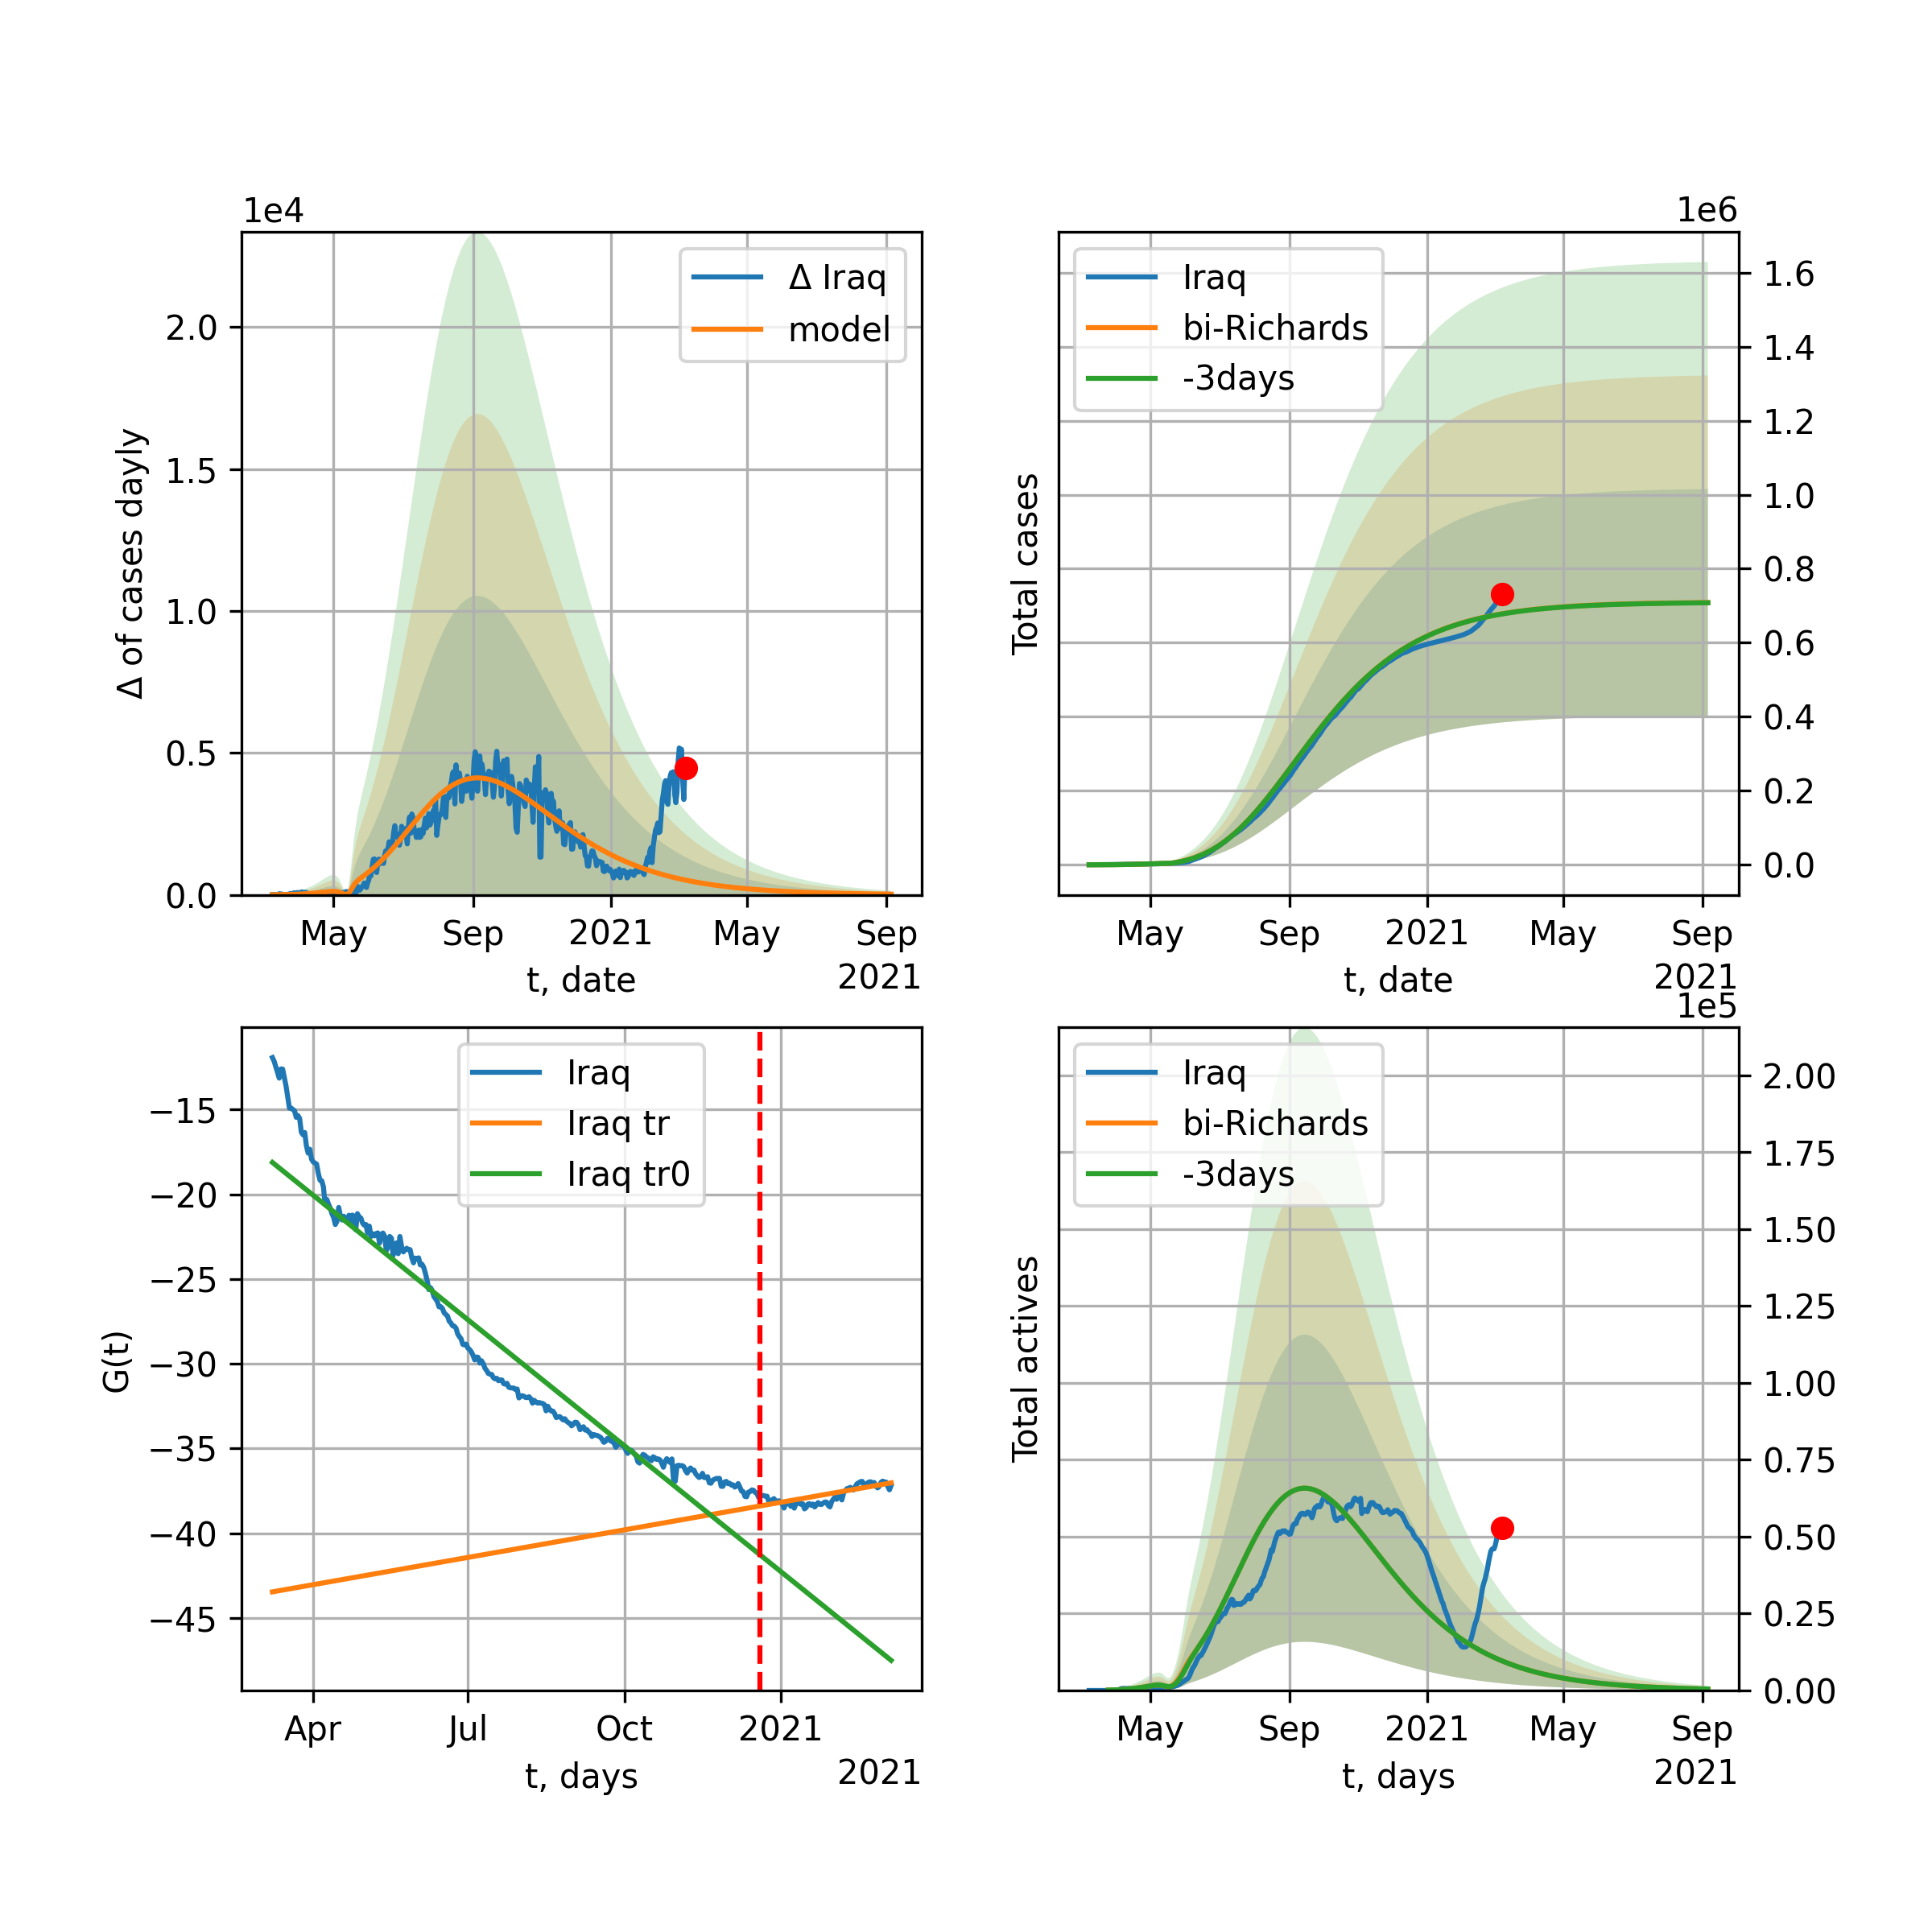 1e4
Δ of cases dayly
2.0
1.5
1.0
0.5
0.0
Δ Iraq
model
May Sep 2021 May Sep
t, date
2021
1e6
Total cases
Iraq
bi-Richards
-3days
1.6
1.4
1.2
1.0
0.8
0.6
0.4
0.2
0.0
May Sep 2021 May Sep
t, date
2021
G(t)
−15
−20
−25
−30
−35
−40
−45
Iraq
Iraq tr
Iraq tr0
Apr Jul Oct 2021
t, days
2021
1e5
Total actives
Iraq
bi-Richards
-3days
2.00
1.75
1.50
1.25
1.00
0.75
0.50
0.25
0.00
May Sep 2021 May Sep
t, days
2021